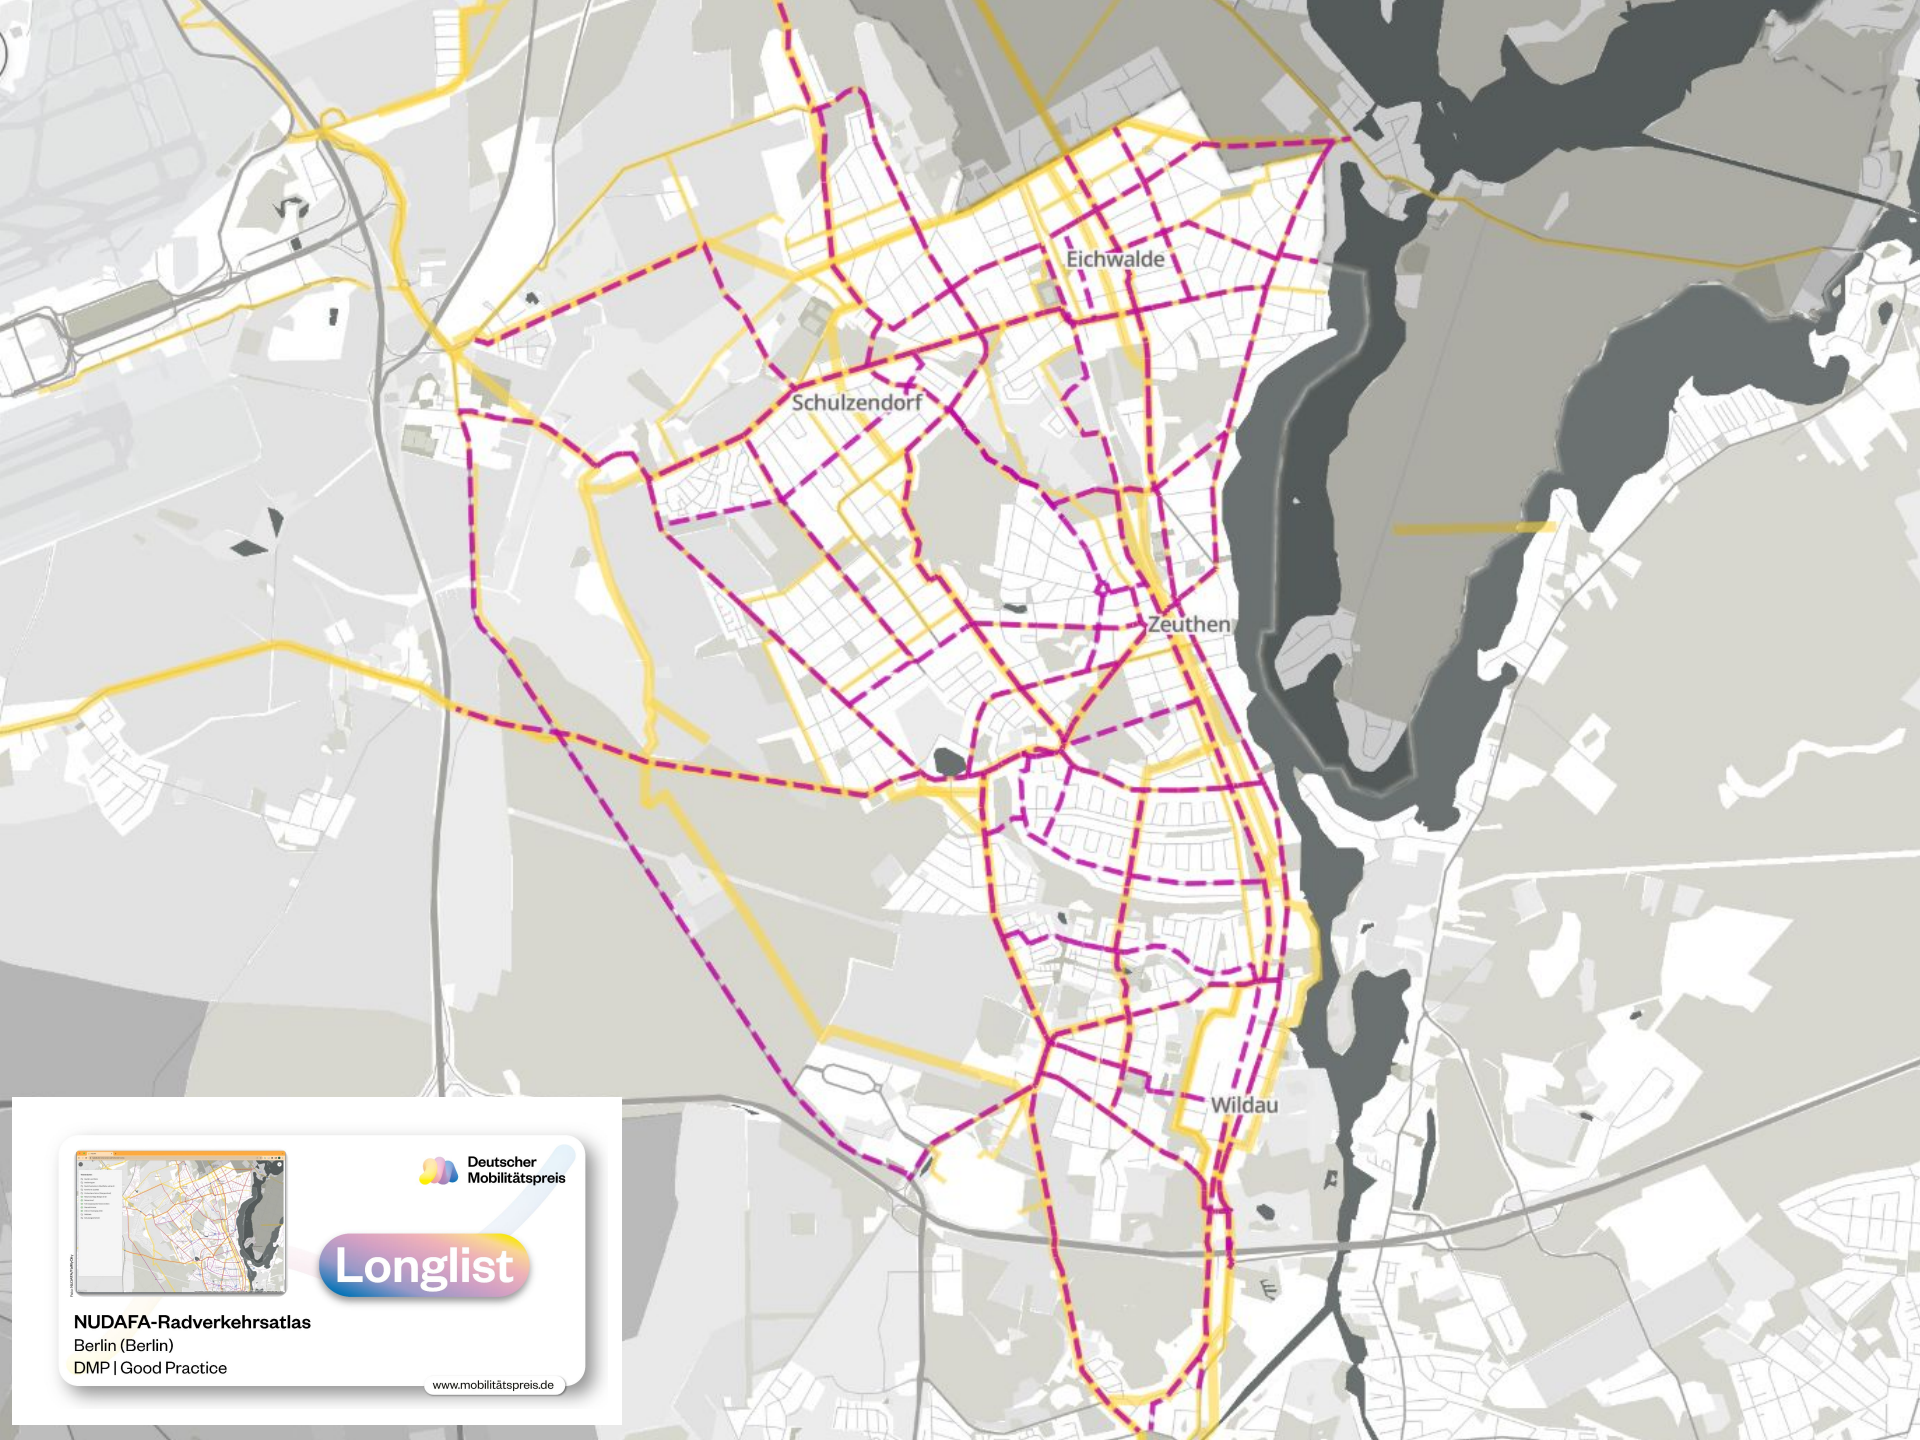 Eichwalde
Schulzendorf
Zeuthen
Wildau
Deutscher
Mobilitätspreis
Longlist
NUDAFA-Radverkehrsatlas
Berlin (Berlin)
DMP | Good Practice
www.mobilitätspreis.de